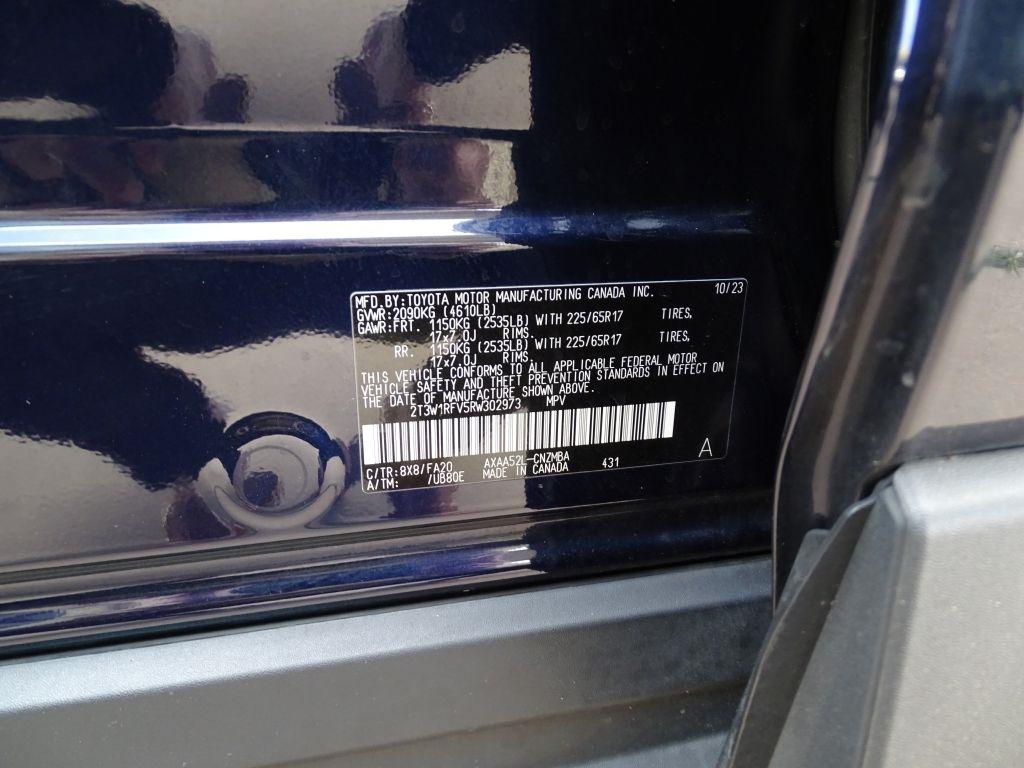 MFD.BY:TOYOTA MOTOR MANUFACTURING CANADA INC. 10/23
GVWR:2090KG (4610LB)
GAWR:FRT. 1150KG (2535LB) WITH 225/65R17 TIRES,
17x7.0J RIMS.
RR. 1150KG (2535LB) WITH 225/65R17 TIRES,
17x7.0J RIMS.
THIS VEHICLE CONFORMS TO ALL APPLICABLE FEDERAL MOTOR
VEHICLE SAFETY AND THEFT PREVENTION STANDARDS IN EFFECT ON
THE DATE OF MANUFACTURE SHOWN ABOVE.
2T3W1RFV5RW302973 MPV
C/TR:8X8/FA20 AXAA52L-CNZMBA 431 A
A/TM: /UB80E MADE IN CANADA